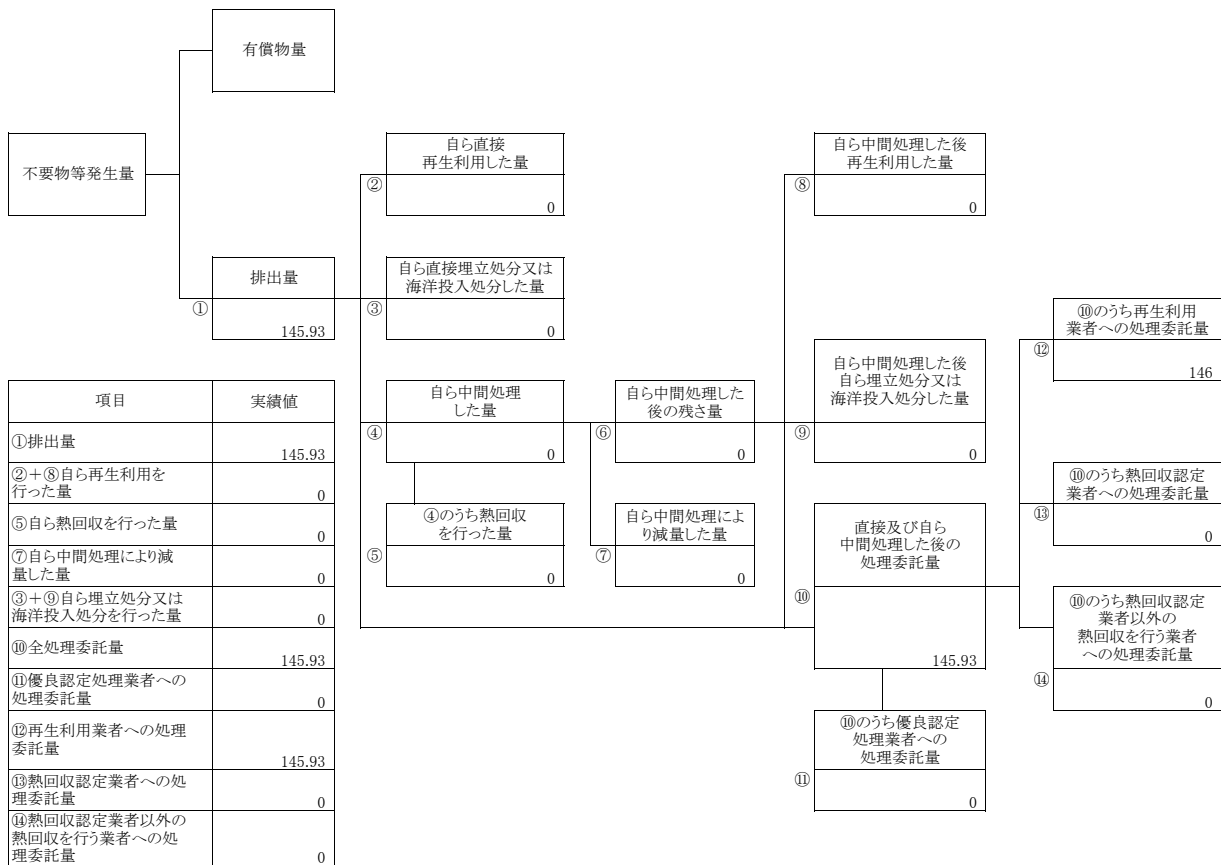 有償物量
不要物等発生量
自ら直接
再生利用した量
②
0
自ら中間処理した後
再生利用した量
⑧
0
排出量
①
145.93
自ら直接埋立処分又は
海洋投入処分した量
③
0
⑩のうち再生利用
業者への処理委託量
⑫
146
自ら中間処理
した量
④
0
自ら中間処理した
後の残さ量
⑥
0
自ら中間処理した後
自ら埋立処分又は
海洋投入処分した量
⑨
0
⑩のうち熱回収認定
業者への処理委託量
⑬
0
④のうち熱回収
を行った量
⑤
0
自ら中間処理によ
り減量した量
⑦
0
直接及び自ら
中間処理した後の
処理委託量
⑩
145.93
⑩のうち熱回収認定
業者以外の
熱回収を行う業者
への処理委託量
⑭
0
⑩のうち優良認定
処理業者への
処理委託量
⑪
0
項目 実績値
①排出量 145.93
②+⑧自ら再生利用を
行った量 0
⑤自ら熱回収を行った量 0
⑦自ら中間処理により減
量した量 0
③+⑨自ら埋立処分又は
海洋投入処分を行った量 0
⑩全処理委託量 145.93
⑪優良認定処理業者への
処理委託量 0
⑫再生利用業者への処理
委託量 145.93
⑬熱回収認定業者への処
理委託量 0
⑭熱回収認定業者以外の
熱回収を行う業者への処
理委託量 0